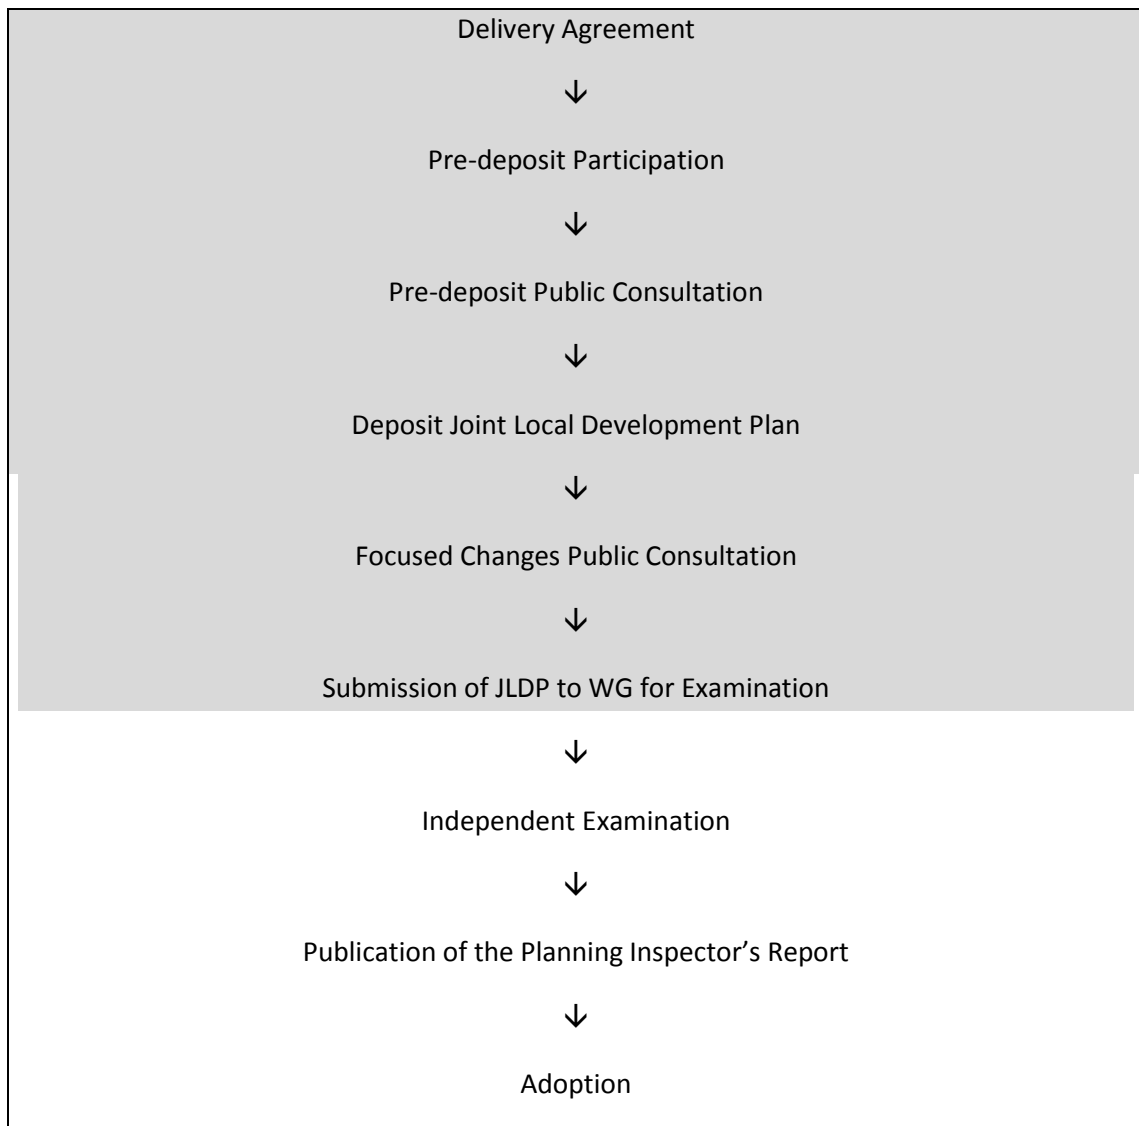 Delivery Agreement
↓
Pre-deposit Participation
↓
Pre-deposit Public Consultation
↓
Deposit Joint Local Development Plan
↓
Focused Changes Public Consultation
↓
Submission of JLDP to WG for Examination
↓
Independent Examination
↓
Publication of the Planning Inspector’s Report
↓
Adoption